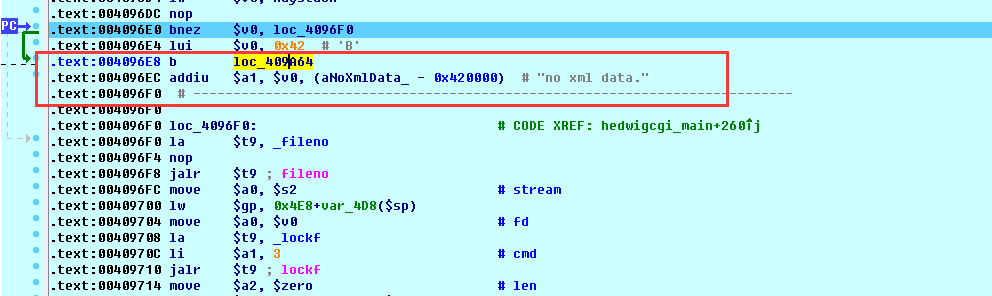 .text:004096DC nop
PC .text:004096E0 bnez $v0, loc_4096F0
.text:004096E4 lui $v0, 0x42 # 'B'
.text:004096E8 b loc_409A64
.text:004096EC addiu $a1, $v0, (aNoXmlData_ - 0x420000) # "no xml data."
.text:004096F0 # ---------------------------------------------------------------------------
.text:004096F0
.text:004096F0 loc_4096F0: # CODE XREF: hedwigcgi_main+260↑j
.text:004096F0 la $t9, _fileno
.text:004096F4 nop
.text:004096F8 jalr $t9 ; fileno
.text:004096FC move $a0, $s2 # stream
.text:00409700 lw $gp, 0x4E8+var_4D8($sp)
.text:00409704 move $a0, $v0 # fd
.text:00409708 la $t9, _lockf
.text:0040970C li $a1, 3 # cmd
.text:00409710 jalr $t9 ; lockf
.text:00409714 move $a2, $zero # len